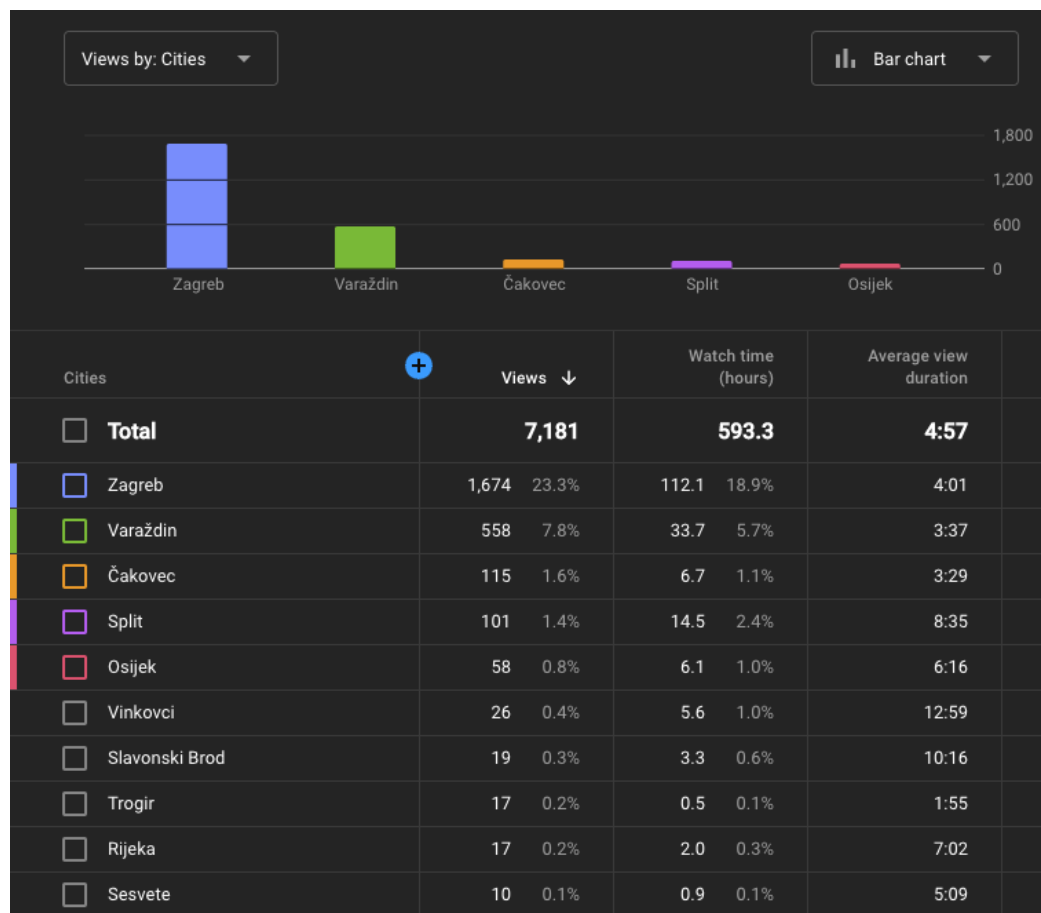 Views by: Cities
Bar chart
1,800
1,200
600
0
Zagreb Varaždin Čakovec Split Osijek
Cities Views Watch time (hours) Average view duration
Total 7,181 593.3 4:57
Zagreb 1,674 23.3% 112.1 18.9% 4:01
Varaždin 558 7.8% 33.7 5.7% 3:37
Čakovec 115 1.6% 6.7 1.1% 3:29
Split 101 1.4% 14.5 2.4% 8:35
Osijek 58 0.8% 6.1 1.0% 6:16
Vinkovci 26 0.4% 5.6 1.0% 12:59
Slavonski Brod 19 0.3% 3.3 0.6% 10:16
Trogir 17 0.2% 0.5 0.1% 1:55
Rijeka 17 0.2% 2.0 0.3% 7:02
Sesvete 10 0.1% 0.9 0.1% 5:09